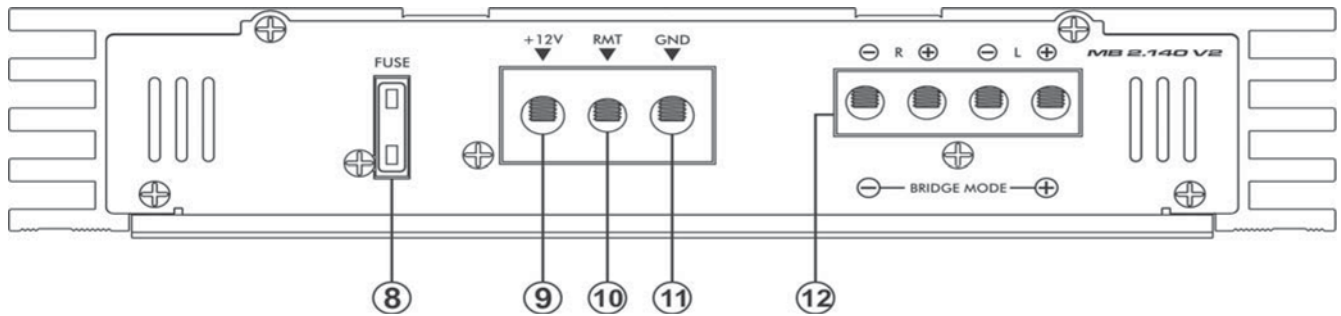 +12V RMT GND
⊖ R ⊕ ⊖ L ⊕
MB 2.140 V2
FUSE
⊖ BRIDGE MODE ⊕
8 9 10 11 12